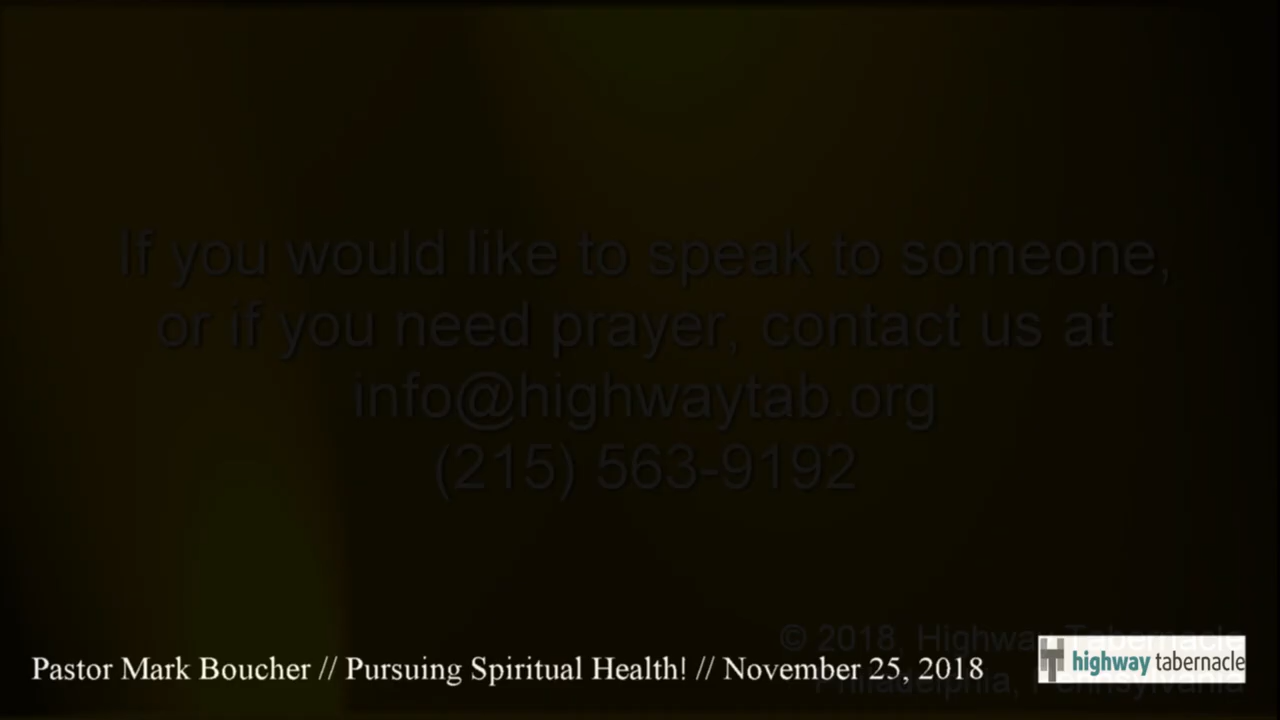 If you would like to speak to someone,
or if you need prayer, contact us at
info@highwaytab.org
(215) 563-9192
© 2018. Highway Tabernacle
Philadelphia, Pennsylvania
Pastor Mark Boucher // Pursuing Spiritual Health! // November 25, 2018
highway tabernacle